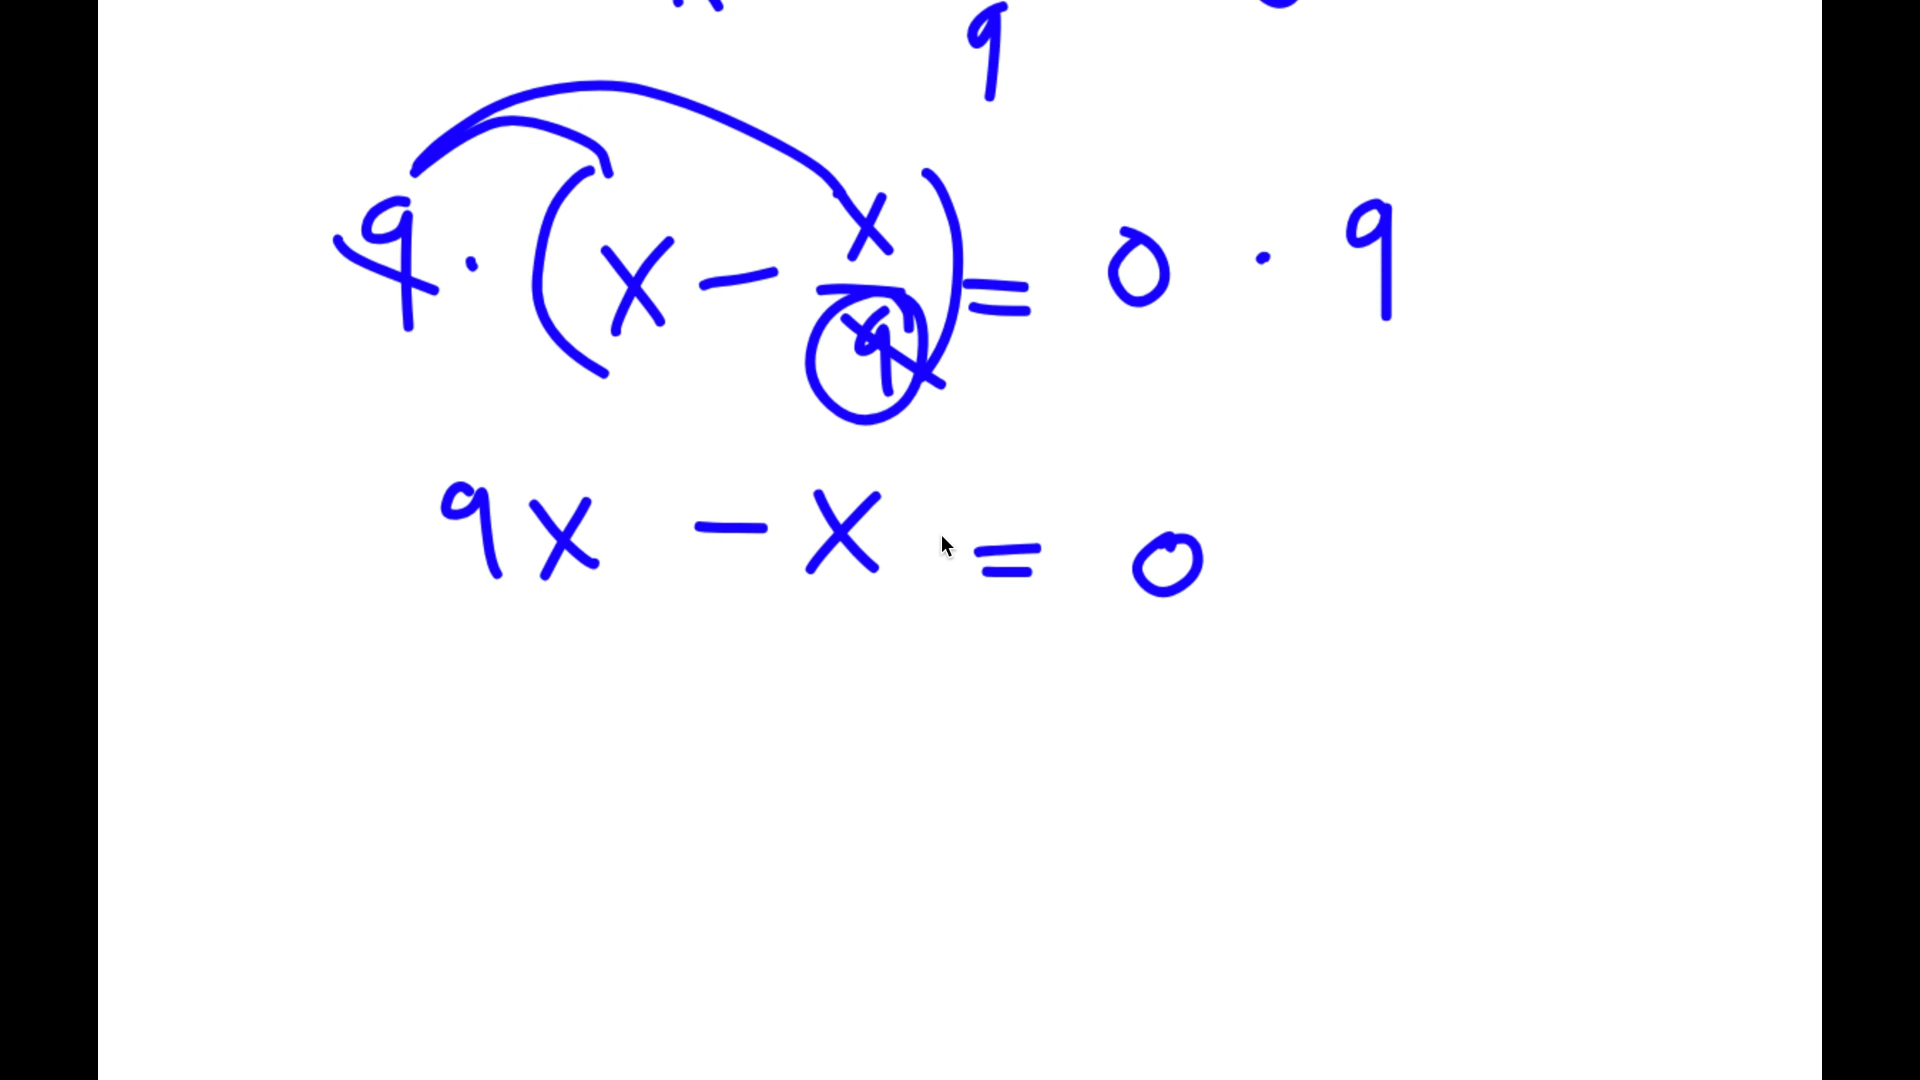 9
9 · (x - x/9) = 0 · 9
9x - x = 0